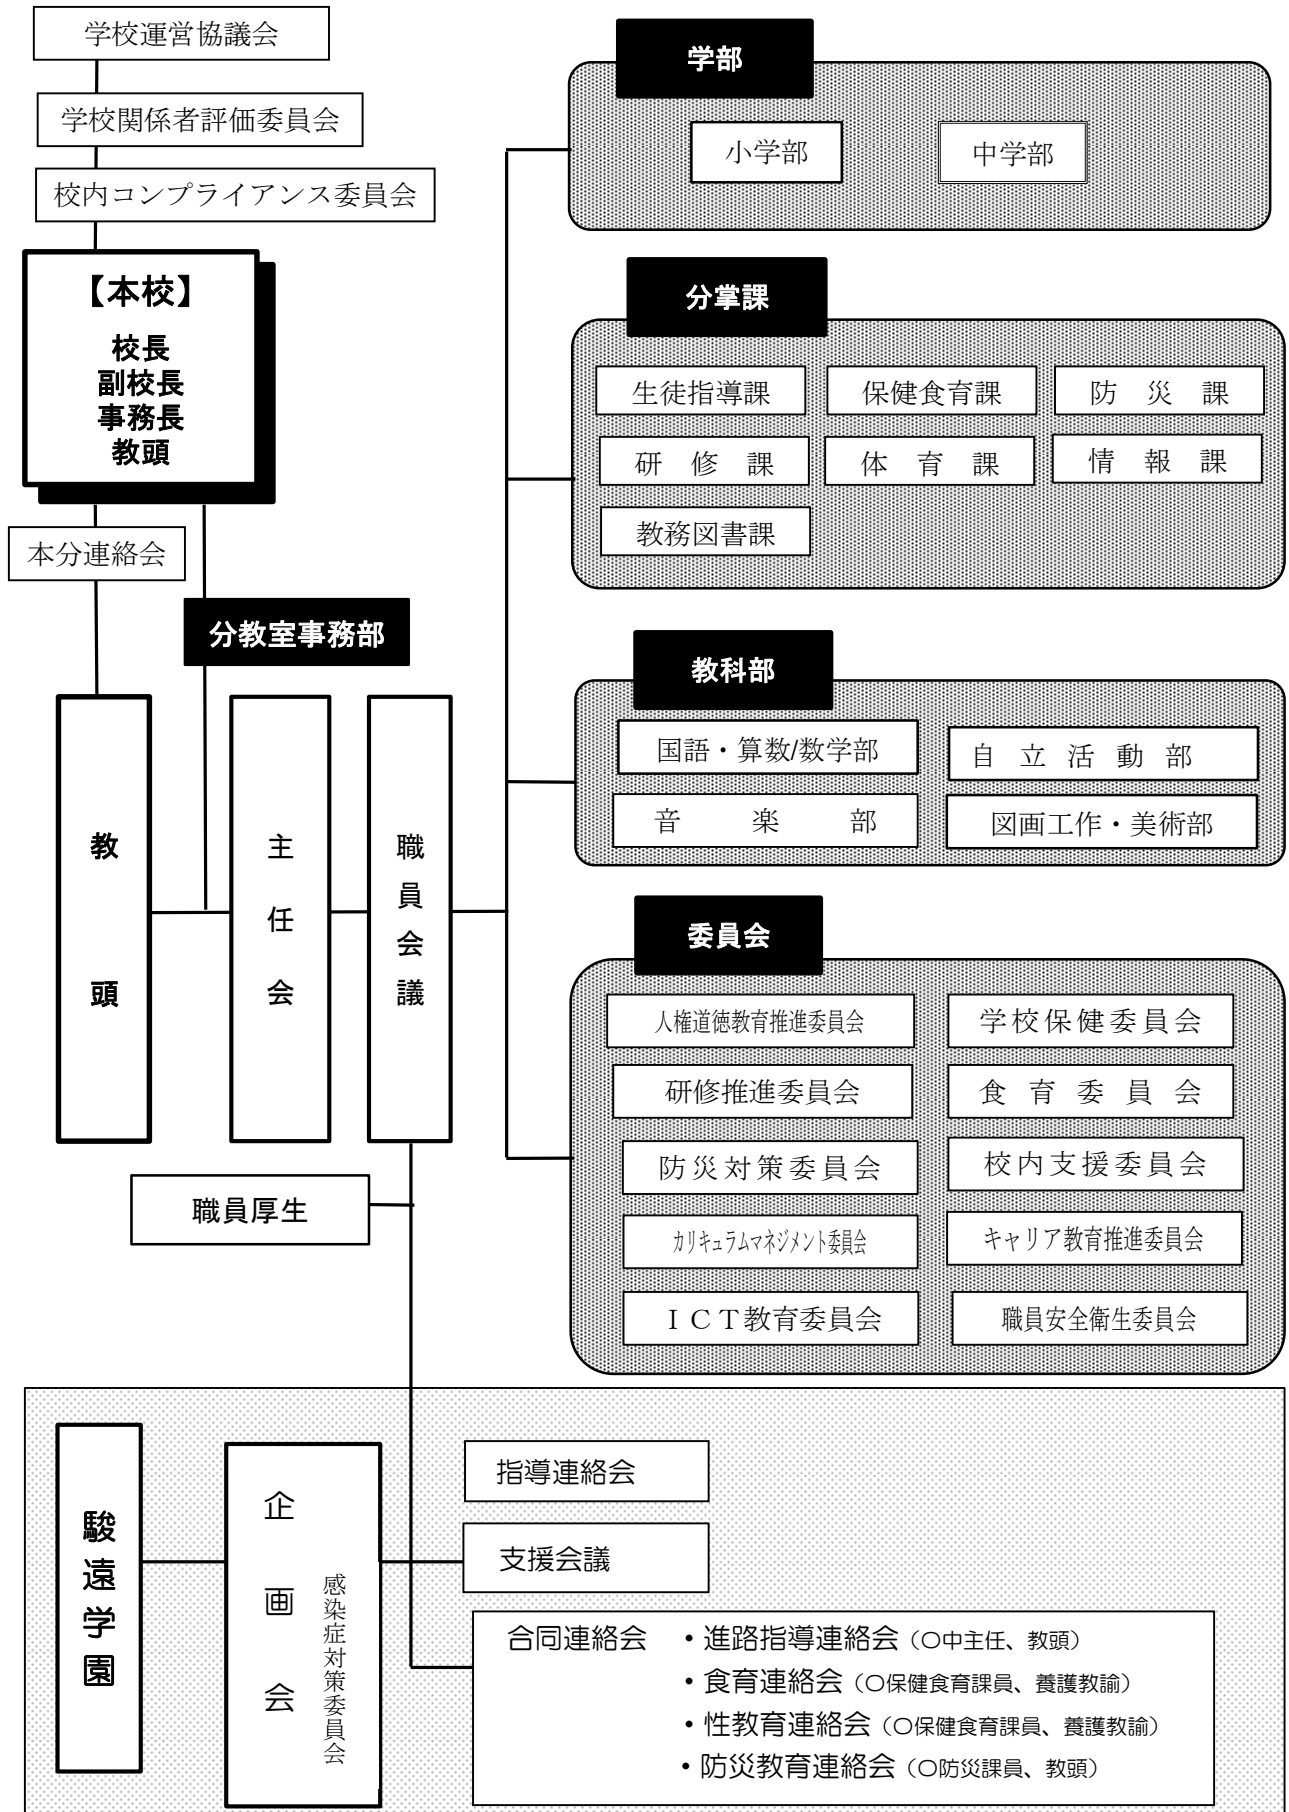 学校運営協議会
学校関係者評価委員会
校内コンプライアンス委員会
【本校】
校長
副校長
事務長
教頭
本分連絡会
分教室事務部
教頭
主任会
職員会議
職員厚生
学部
小学部
中学部
分掌課
生徒指導課
保健食育課
防災課
研修課
体育課
情報課
教務図書課
教科部
国語・算数/数学部
自立活動部
音楽部
図画工作・美術部
委員会
人権道徳教育推進委員会
学校保健委員会
研修推進委員会
食育委員会
防災対策委員会
校内支援委員会
カリキュラムマネジメント委員会
キャリア教育推進委員会
ICT教育委員会
職員安全衛生委員会
駿遠学園
企画会
感染症対策委員会
指導連絡会
支援会議
合同連絡会 ・進路指導連絡会（○中主任、教頭）
・食育連絡会（○保健食育課員、養護教諭）
・性教育連絡会（○保健食育課員、養護教諭）
・防災教育連絡会（○防災課員、教頭）